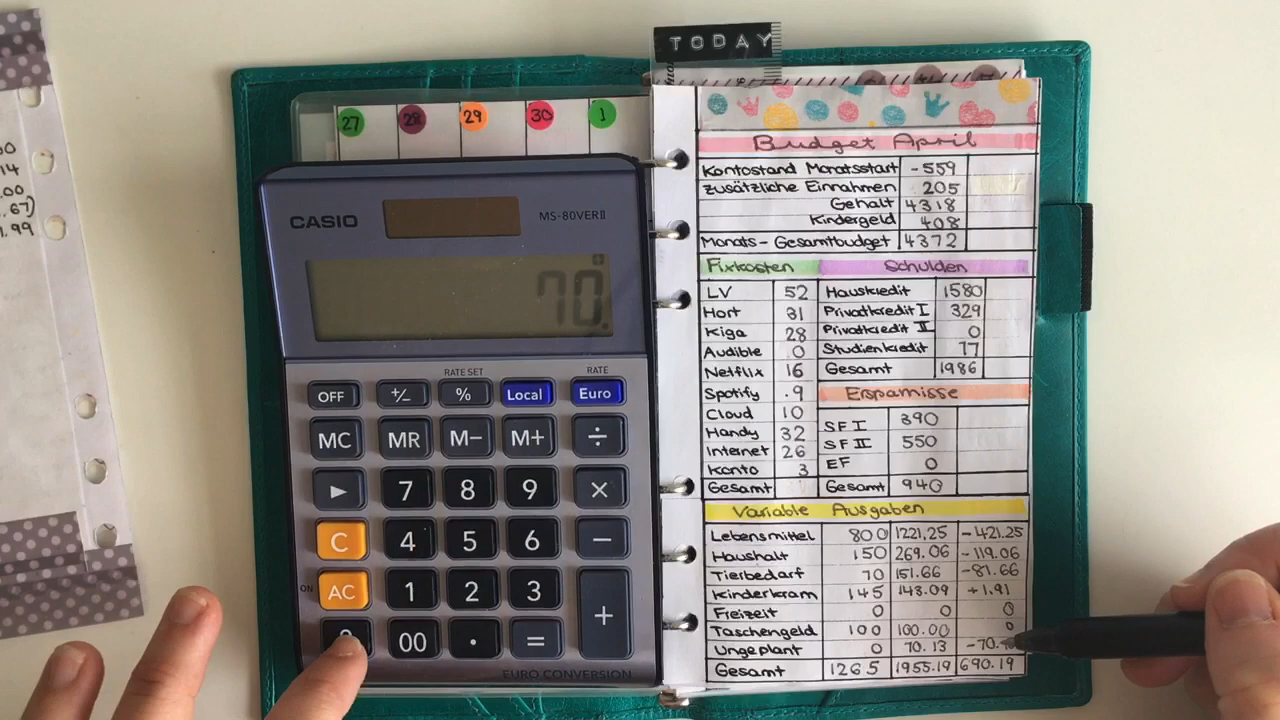 TODAY
00
14
.00
.67)
1.99
27 28 29 30 1
CASIO MS-80VERII
70.
RATE SET RATE
OFF +/- % Local Euro
MC MR M- M+ ÷
▶ 7 8 9 ×
C 4 5 6 −
ON AC 1 2 3 +
00 . =
EURO CONVERSION
Budget April
Kontostand Monatsstart -559
zusätzliche Einnahmen 205
Gehalt 4318
Kindergeld 408
Monats-Gesamtbudget 4372
Fixkosten Schulden
LV 52 Hauskredit 1580
Hort 31 Privatkredit I 329
Kiga 28 Privatkredit II 0
Audible 0 Studienkredit 77
Netflix 16 Gesamt 1986
Spotify .9 Ersparnisse
Cloud 10 SF I 390
Handy 32 SF II 550
Internet 26 EF 0
Konto 3
Gesamt Gesamt 940
Variable Ausgaben
Lebensmittel 800 1221.25 -421.25
Haushalt 150 269.06 -119.06
Tierbedarf 70 151.66 -81.66
Kinderkram 145 143.09 +1.91
Freizeit 0 0 0
Taschengeld 100 100.00 0
Ungeplant 0 70.13 -70.
Gesamt 1265 1955.19 690.19